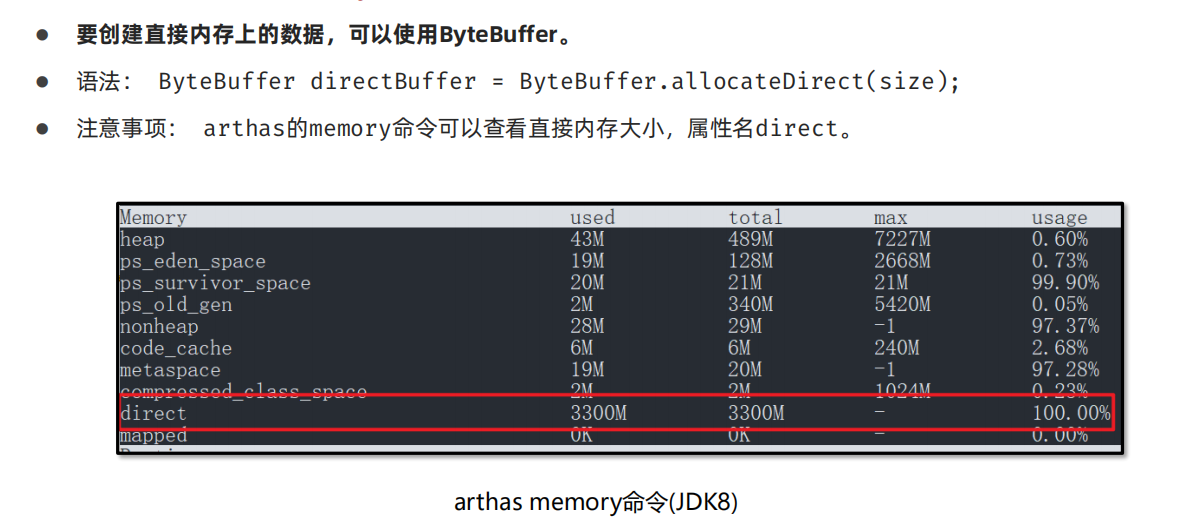 ● 要创建直接内存上的数据，可以使用ByteBuffer。
● 语法： ByteBuffer directBuffer = ByteBuffer.allocateDirect(size);
● 注意事项： arthas的memory命令可以查看直接内存大小，属性名direct。
Memory used total max usage
heap 43M 489M 7227M 0.60%
ps_eden_space 19M 128M 2668M 0.73%
ps_survivor_space 20M 21M 21M 99.90%
ps_old_gen 2M 340M 5420M 0.05%
nonheap 28M 29M -1 97.37%
code_cache 6M 6M 240M 2.68%
metaspace 19M 20M -1 97.28%
compressed_class_space 2M 2M 1024M 0.23%
direct 3300M 3300M - 100.00%
mapped 0K 0K - 0.00%
arthas memory命令(JDK8)